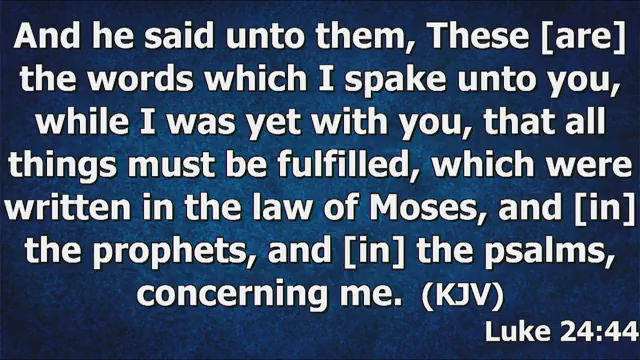 And he said unto them, These [are]
the words which I spake unto you,
while I was yet with you, that all
things must be fulfilled, which were
written in the law of Moses, and [in]
the prophets, and [in] the psalms,
concerning me. (KJV)
Luke 24:44